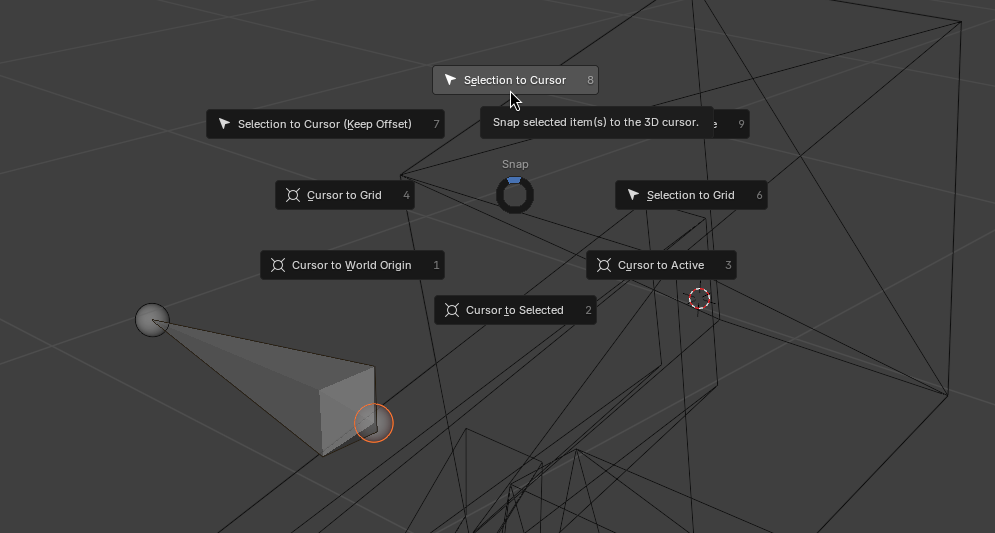 Selection to Cursor 8
Selection to Cursor (Keep Offset) 7
Snap selected item(s) to the 3D cursor.
9
Snap
Cursor to Grid 4
Selection to Grid 6
Cursor to World Origin 1
Cursor to Active 3
Cursor to Selected 2